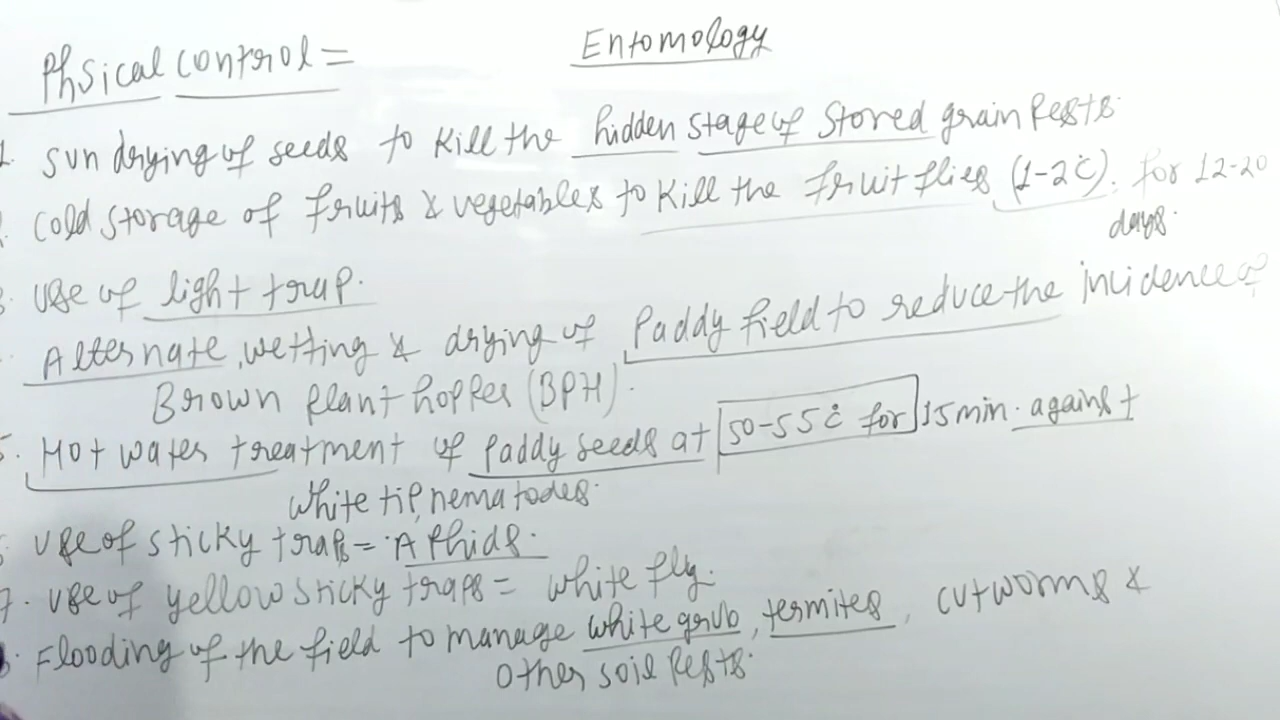 Entomology
Phsical control =
1. Sun drying of seeds to kill the hidden stage of stored grain Pests.
2. Cold storage of fruits & vegetables to kill the fruit flies (1-2°C). for 12-20
days.
3. Use of light trap.
Alternate wetting & drying of Paddy field to reduce the incidence of
Brown plant hopper (BPH).
5. Hot water treatment of paddy seeds at 50-55°C for 15 min. against
white tip nematodes.
6 Use of sticky traps = Aphids.
7. Use of yellow sticky traps = white fly.
8. Flooding of the field to manage white grub, termites, cutworms &
other soil Pests.